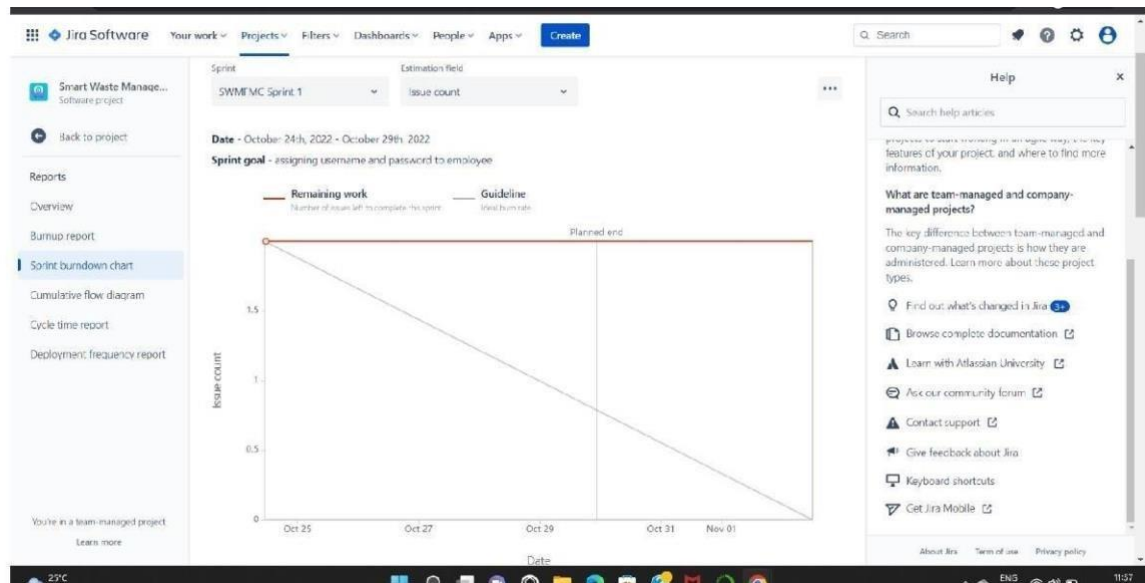 Jira Software
Your work
Projects
Filters
Dashboards
People
Apps
Create
Search
Smart Waste Manage...
Software project
Back to project
Reports
Overview
Burnup report
Sprint burndown chart
Cumulative flow diagram
Cycle time report
Deployment frequency report
You're in a team-managed project
Learn more
Sprint
Estimation field
Issue count
Date - October 24th, 2022 - October 29th, 2022
Sprint goal - assigning username and password to employee
Remaining work
Number of issues left to complete this sprint
Guideline
Ideal burn rate
Planned end
1.5
1
0.5
0
Issue count
Oct 25
Oct 27
Oct 29
Oct 31
Nov 01
Date
Help
Search help articles
features of your project, and where to find more
information.
What are team-managed and company-
managed projects?
The key difference between team-managed and
company-managed projects is how they are
administered. Learn more about these project
types.
Find out what's changed in Jira 9+
Browse complete documentation
Learn with Atlassian University
Ask our community forum
Contact support
Give feedback about Jira
Keyboard shortcuts
Get Jira Mobile
About Jira
Term of use
Privacy policy
25°C
ENG
11:57